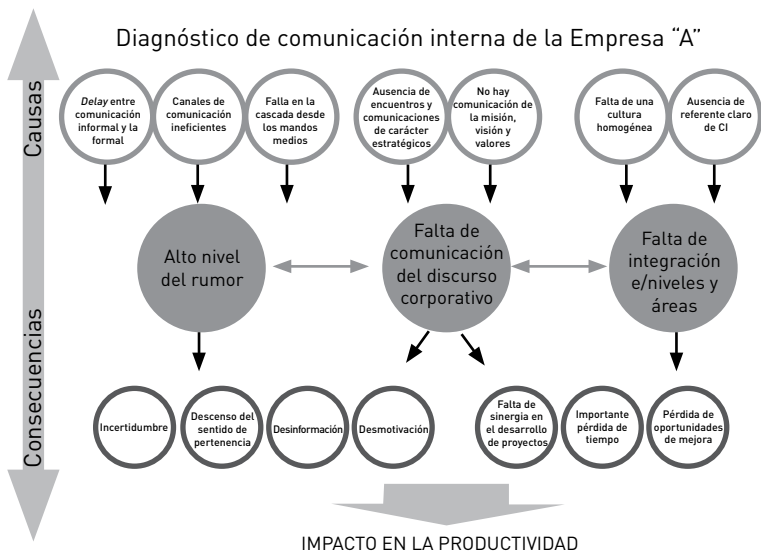 Diagnóstico de comunicación interna de la Empresa “A”
Causas
Delay entre
comunicación
informal y la
formal
Canales de
comunicación
ineficientes
Falla en la
cascada desde
los mandos
medios
Ausencia de
encuentros y
comunicaciones
de carácter
estratégicos
No hay
comunicación de
la misión,
visión y
valores
Falta de una
cultura
homogénea
Ausencia de
referente claro
de CI
Alto nivel
del rumor
Falta de
comunicación
del discurso
corporativo
Falta de
integración
e/niveles y
áreas
Consecuencias
Incertidumbre
Descenso del
sentido de
pertenencia
Desinformación
Desmotivación
Falta de
sinergia en
el desarrollo
de proyectos
Importante
pérdida de
tiempo
Pérdida de
oportunidades
de mejora
IMPACTO EN LA PRODUCTIVIDAD